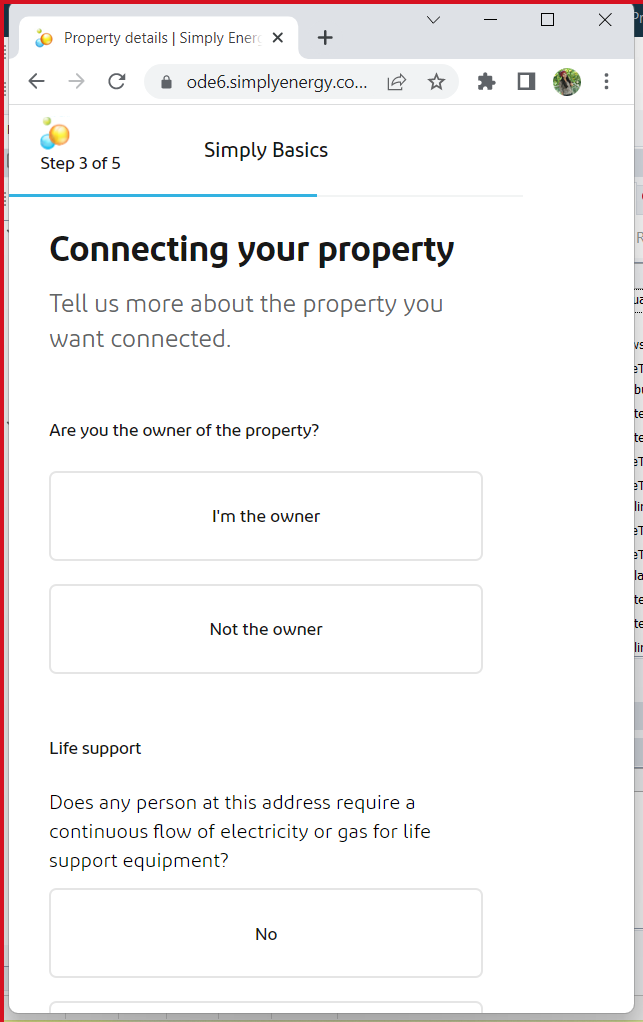 Property details | Simply Energ
ode6.simplyenergy.co...
Step 3 of 5
Simply Basics
Connecting your property
Tell us more about the property you
want connected.
Are you the owner of the property?
I'm the owner
Not the owner
Life support
Does any person at this address require a
continuous flow of electricity or gas for life
support equipment?
No